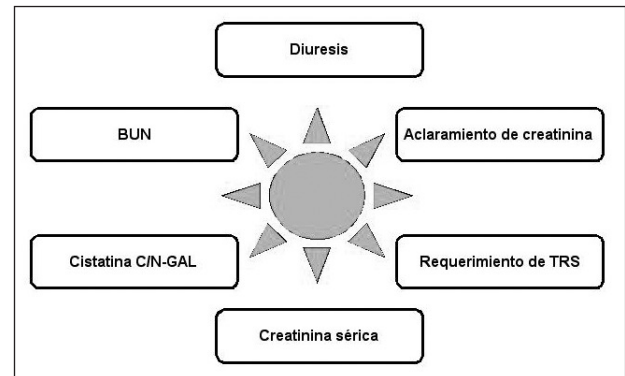 Diuresis
BUN
Aclaramiento de creatinina
Cistatina C/N-GAL
Requerimiento de TRS
Creatinina sérica